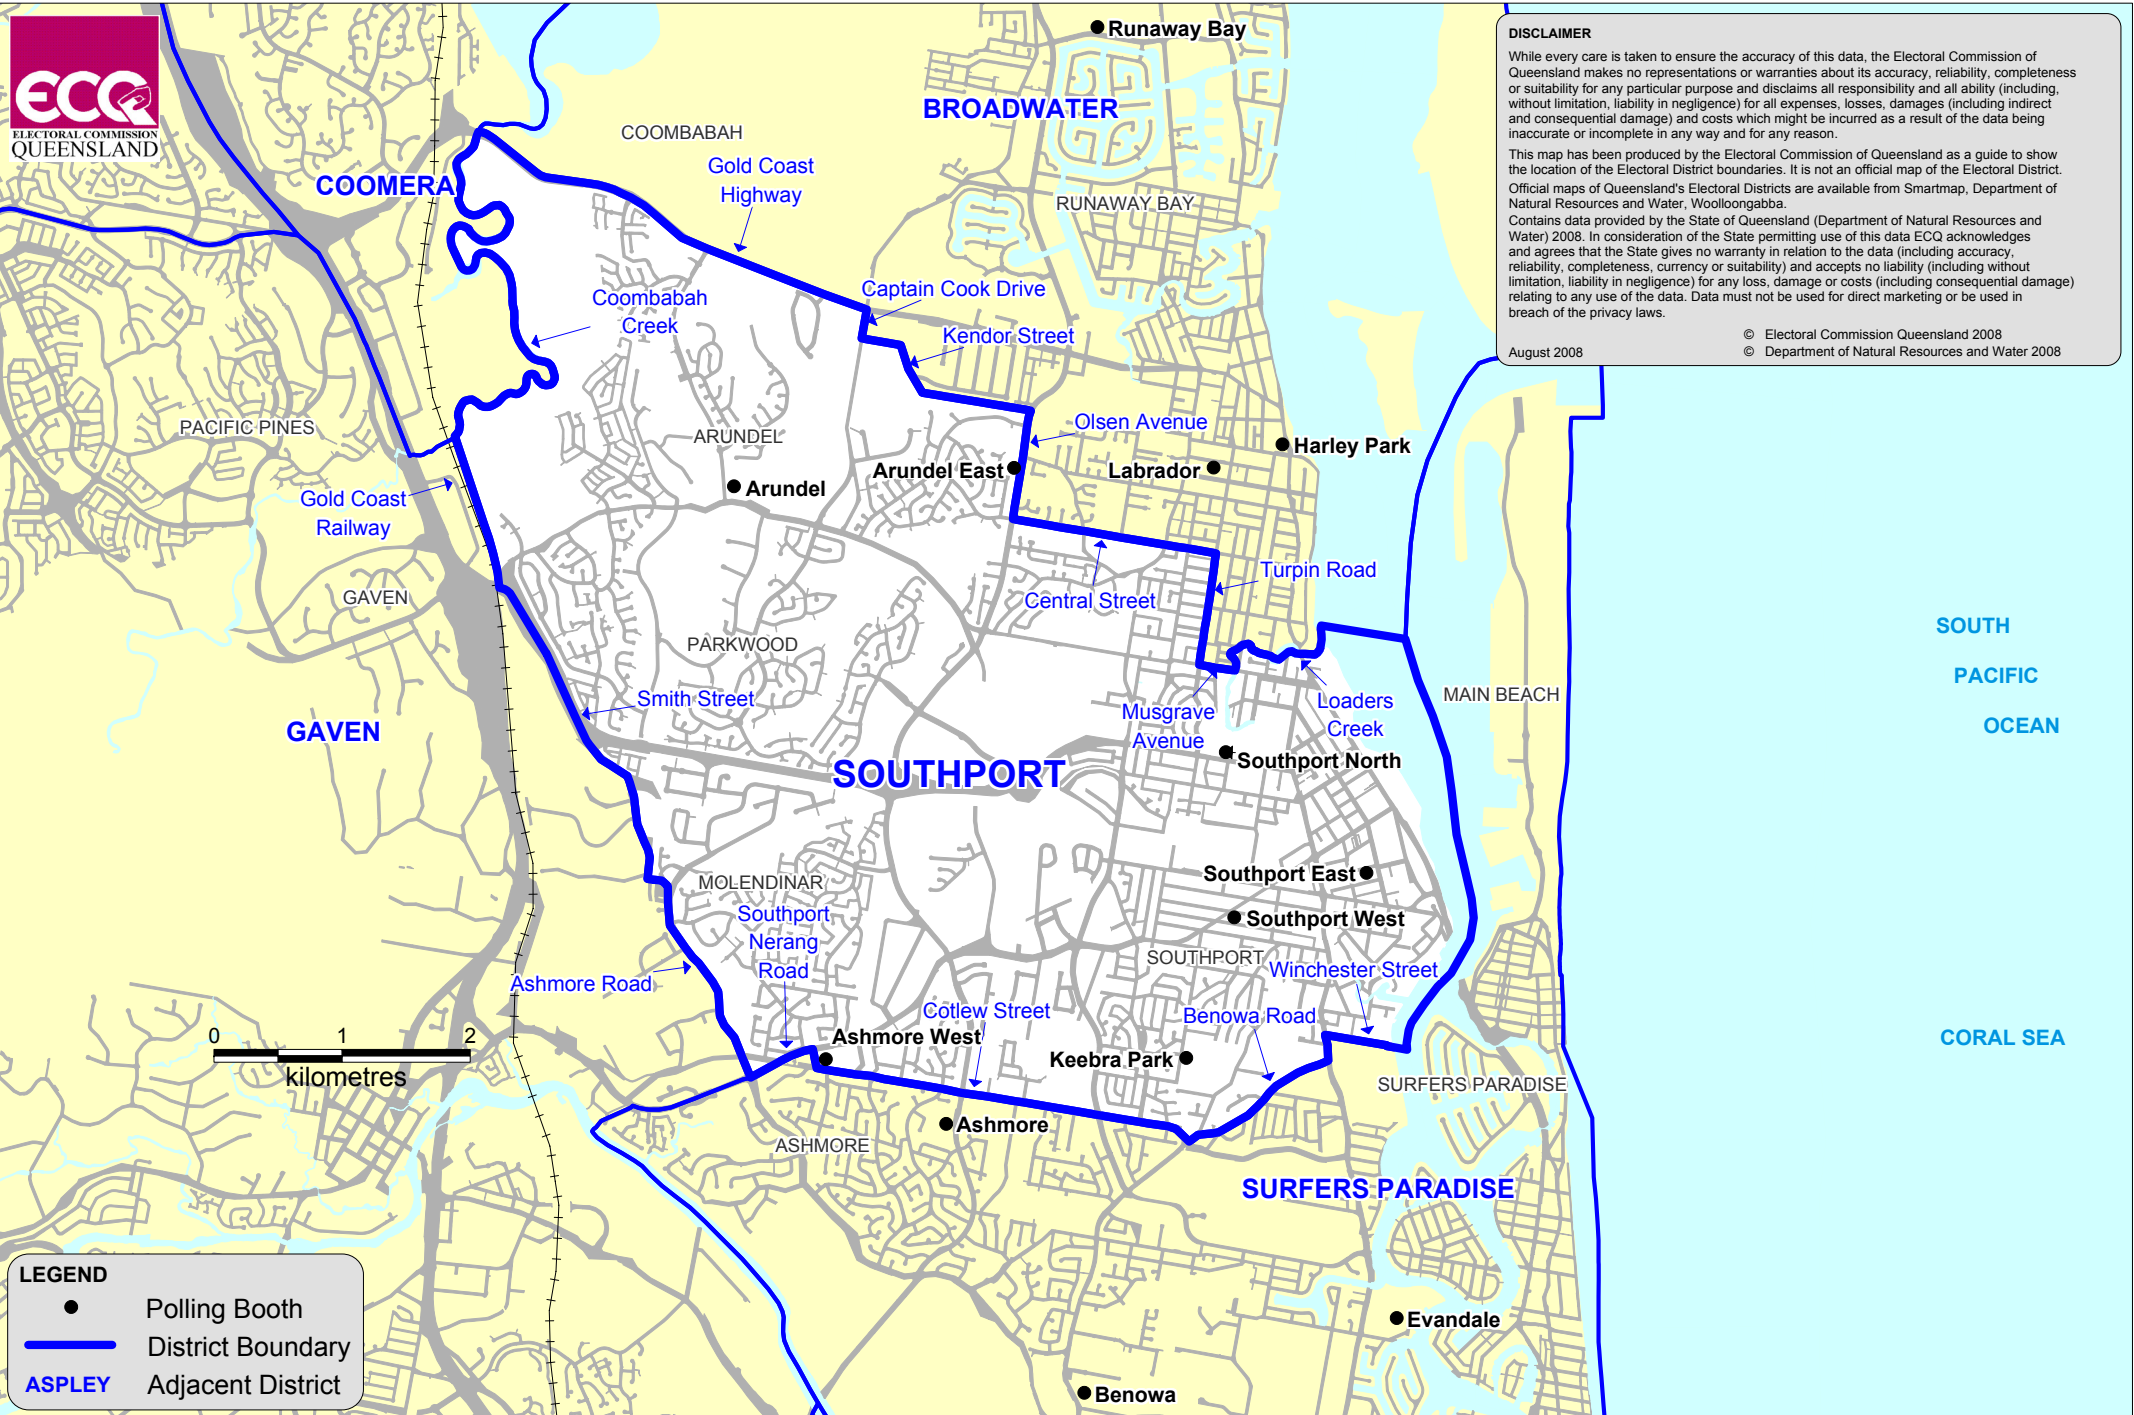 ECQ
ELECTORAL COMMISSION
QUEENSLAND
Runaway Bay
BROADWATER
COOMBABAH
Gold Coast
Highway
COOMERA
RUNAWAY BAY
Captain Cook Drive
Coombabah
Creek
Kendor Street
PACIFIC PINES
ARUNDEL
Olsen Avenue
Harley Park
Arundel East
Labrador
Arundel
Gold Coast
Railway
Turpin Road
GAVEN
Central Street
PARKWOOD
Smith Street
Musgrave
Avenue
Loaders
Creek
MAIN BEACH
GAVEN
SOUTHPORT
Southport North
Southport East
MOLENDINAR
Southport
Nerang
Road
Southport West
SOUTHPORT
Winchester Street
Ashmore Road
Cotlew Street
Benowa Road
Ashmore West
Keebra Park
0 1 2
kilometres
SURFERS PARADISE
Ashmore
ASHMORE
SURFERS PARADISE
Evandale
Benowa
SOUTH
PACIFIC
OCEAN
CORAL SEA
DISCLAIMER
While every care is taken to ensure the accuracy of this data, the Electoral Commission of
Queensland makes no representations or warranties about its accuracy, reliability, completeness
or suitability for any particular purpose and disclaims all responsibility and all ability (including,
without limitation, liability in negligence) for all expenses, losses, damages (including indirect
and consequential damage) and costs which might be incurred as a result of the data being
inaccurate or incomplete in any way and for any reason.
This map has been produced by the Electoral Commission of Queensland as a guide to show
the location of the Electoral District boundaries. It is not an official map of the Electoral District.
Official maps of Queensland's Electoral Districts are available from Smartmap, Department of
Natural Resources and Water, Woolloongabba.
Contains data provided by the State of Queensland (Department of Natural Resources and
Water) 2008. In consideration of the State permitting use of this data ECQ acknowledges
and agrees that the State gives no warranty in relation to the data (including accuracy,
reliability, completeness, currency or suitability) and accepts no liability (including without
limitation, liability in negligence) for any loss, damage or costs (including consequential damage)
relating to any use of the data. Data must not be used for direct marketing or be used in
breach of the privacy laws.
© Electoral Commission Queensland 2008
August 2008 © Department of Natural Resources and Water 2008
LEGEND
Polling Booth
District Boundary
ASPLEY Adjacent District